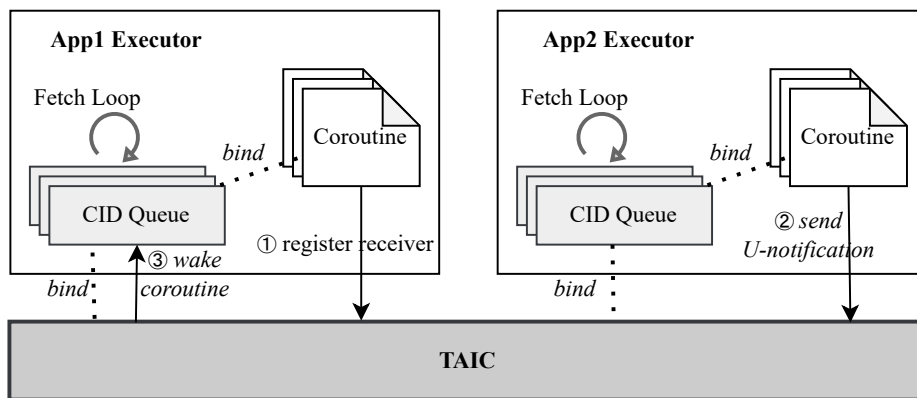 App1 Executor
Fetch Loop
Coroutine
bind
CID Queue
① register receiver
③ wake
coroutine
bind
App2 Executor
Fetch Loop
Coroutine
bind
CID Queue
② send
U-notification
bind
TAIC